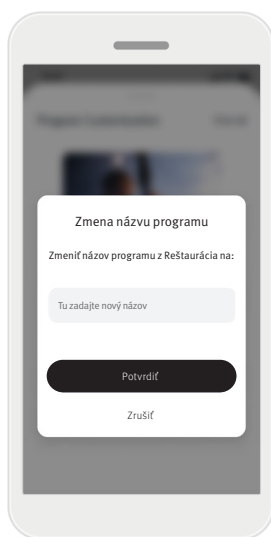 Zmena názvu programu
Zmeniť názov programu z Reštaurácia na:
Tu zadajte nový názov
Potvrdiť
Zrušiť